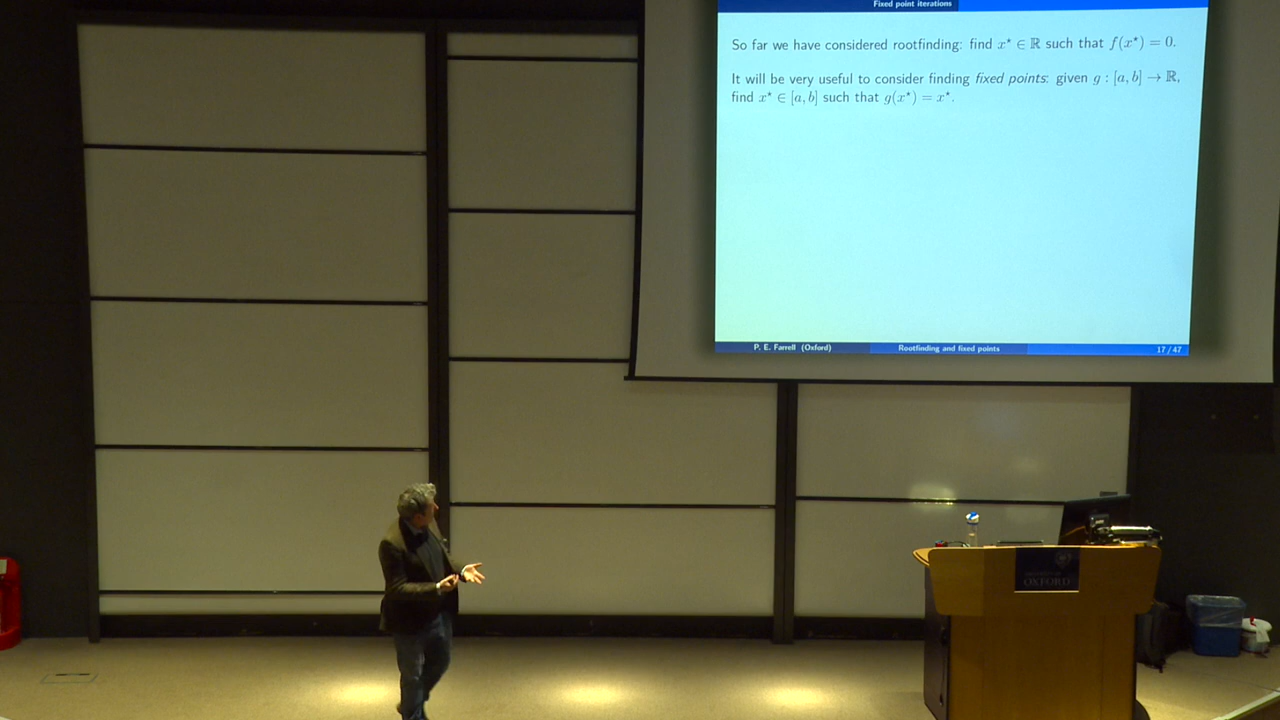 Fixed point iterations
So far we have considered rootfinding: find x* ∈ ℝ such that f(x*) = 0.
It will be very useful to consider finding fixed points: given g : [a, b] → ℝ,
find x* ∈ [a, b] such that g(x*) = x*.
P. E. Farrell (Oxford) Rootfinding and fixed points 17 / 47
OXFORD